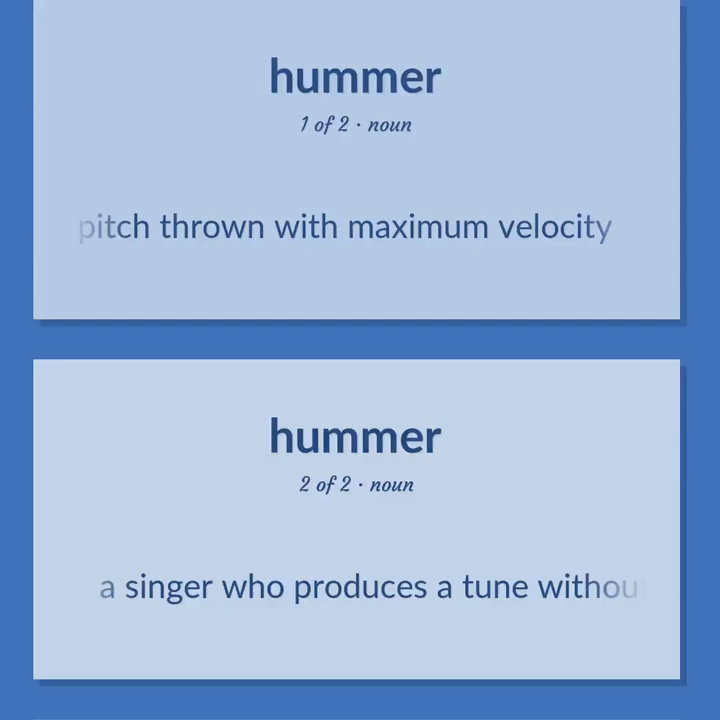 hummer
1 of 2 · noun
pitch thrown with maximum velocity
hummer
2 of 2 · noun
a singer who produces a tune withou